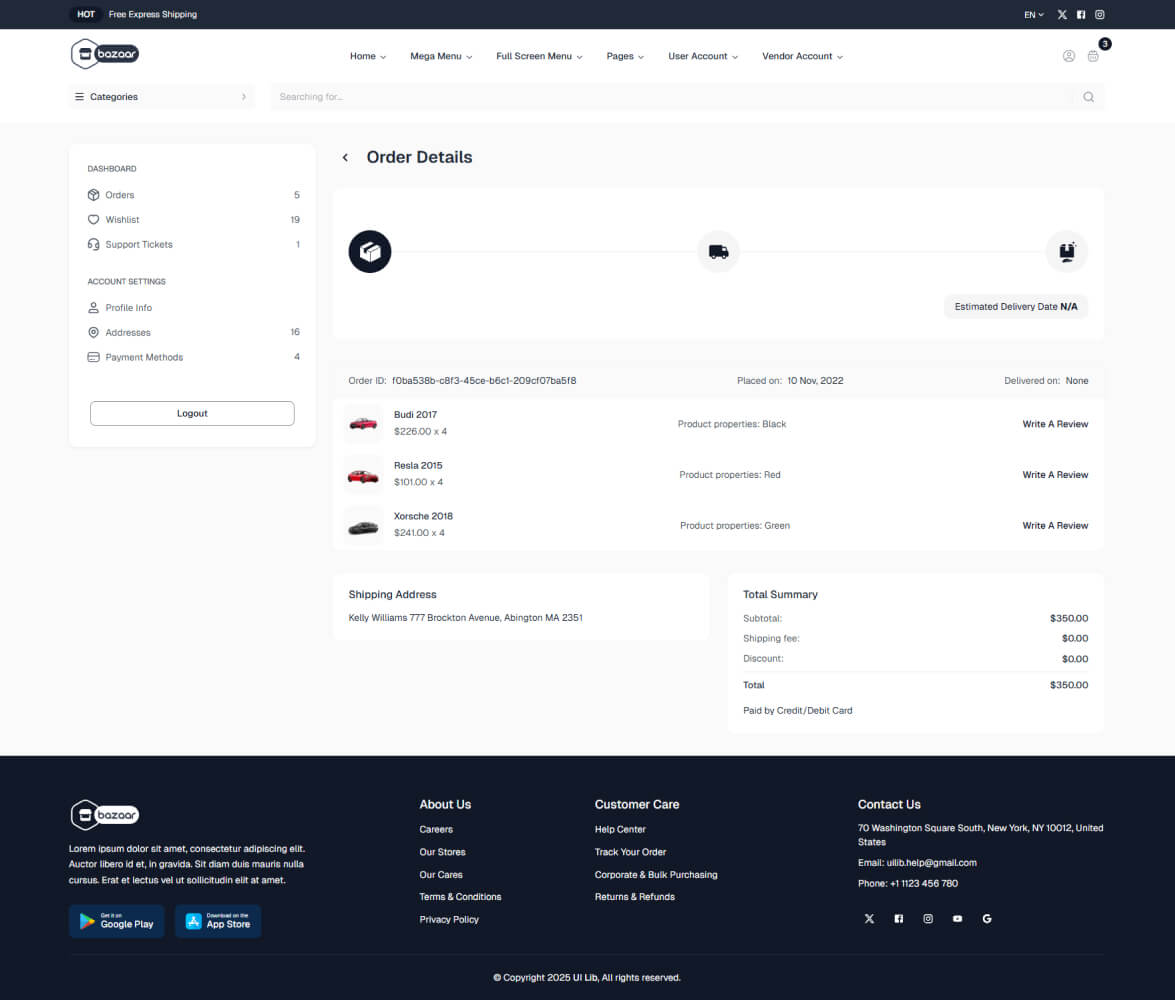 HOT Free Express Shipping
EN
bazaar
Home
Mega Menu
Full Screen Menu
Pages
User Account
Vendor Account
3
Categories
Searching for...
DASHBOARD
Orders 5
Wishlist 19
Support Tickets 1
ACCOUNT SETTINGS
Profile Info
Addresses 16
Payment Methods 4
Logout
Order Details
Estimated Delivery Date N/A
Order ID: f0ba538b-c8f3-45ce-b6c1-209cf07ba5f8
Placed on: 10 Nov, 2022
Delivered on: None
Budi 2017
$226.00 x 4
Product properties: Black
Write A Review
Resla 2015
$101.00 x 4
Product properties: Red
Write A Review
Xorsche 2018
$241.00 x 4
Product properties: Green
Write A Review
Shipping Address
Kelly Williams 777 Brockton Avenue, Abington MA 2351
Total Summary
Subtotal: $350.00
Shipping fee: $0.00
Discount: $0.00
Total $350.00
Paid by Credit/Debit Card
bazaar
Lorem ipsum dolor sit amet, consectetur adipiscing elit.
Auctor libero id et, in gravida. Sit diam duis mauris nulla
cursus. Erat et lectus vel ut sollicitudin elit at amet.
Get it on
Google Play
Download on the
App Store
About Us
Careers
Our Stores
Our Cares
Terms & Conditions
Privacy Policy
Customer Care
Help Center
Track Your Order
Corporate & Bulk Purchasing
Returns & Refunds
Contact Us
70 Washington Square South, New York, NY 10012, United
States
Email: uilib.help@gmail.com
Phone: +1 1123 456 780
© Copyright 2025 UI Lib, All rights reserved.